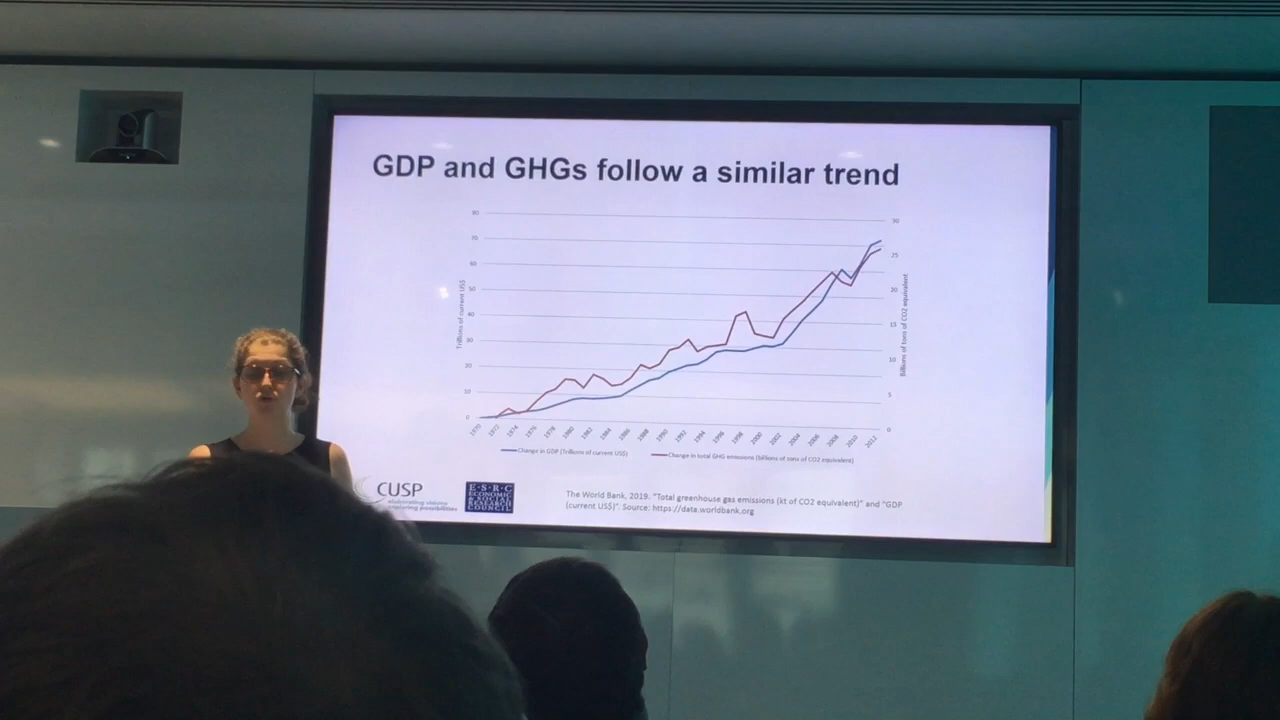 GDP and GHGs follow a similar trend
80
70
60
50
40
30
20
10
0
Trillions of current US$
30
25
20
15
10
5
0
Billions of tons of CO2 equivalent
1970 1972 1974 1976 1978 1980 1982 1984 1986 1988 1990 1992 1994 1996 1998 2000 2002 2004 2006 2008 2010 2012
Change in GDP (Trillions of current US$) Change in total GHG emissions (billions of tons of CO2 equivalent)
CUSP
elaborating visions
exploring possibilities
E·S·R·C
ECONOMIC
& SOCIAL
RESEARCH
COUNCIL
The World Bank, 2019. "Total greenhouse gas emissions (kt of CO2 equivalent)" and "GDP
(current US$)". Source: https://data.worldbank.org